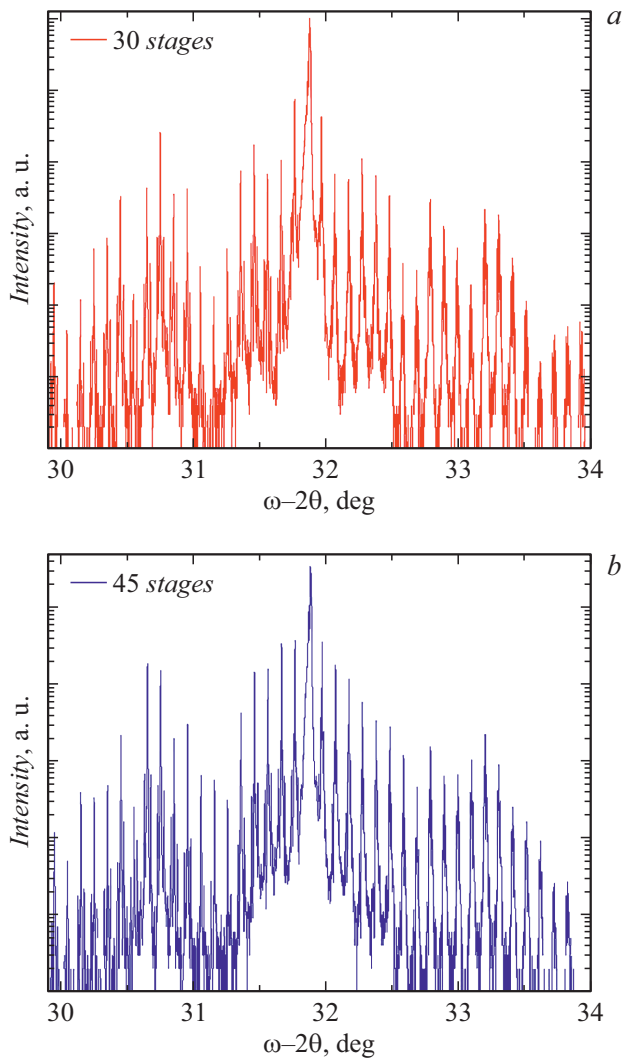 a
30 stages
Intensity, a. u.
30 31 32 33 34
ω–2θ, deg
b
45 stages
Intensity, a. u.
30 31 32 33 34
ω–2θ, deg